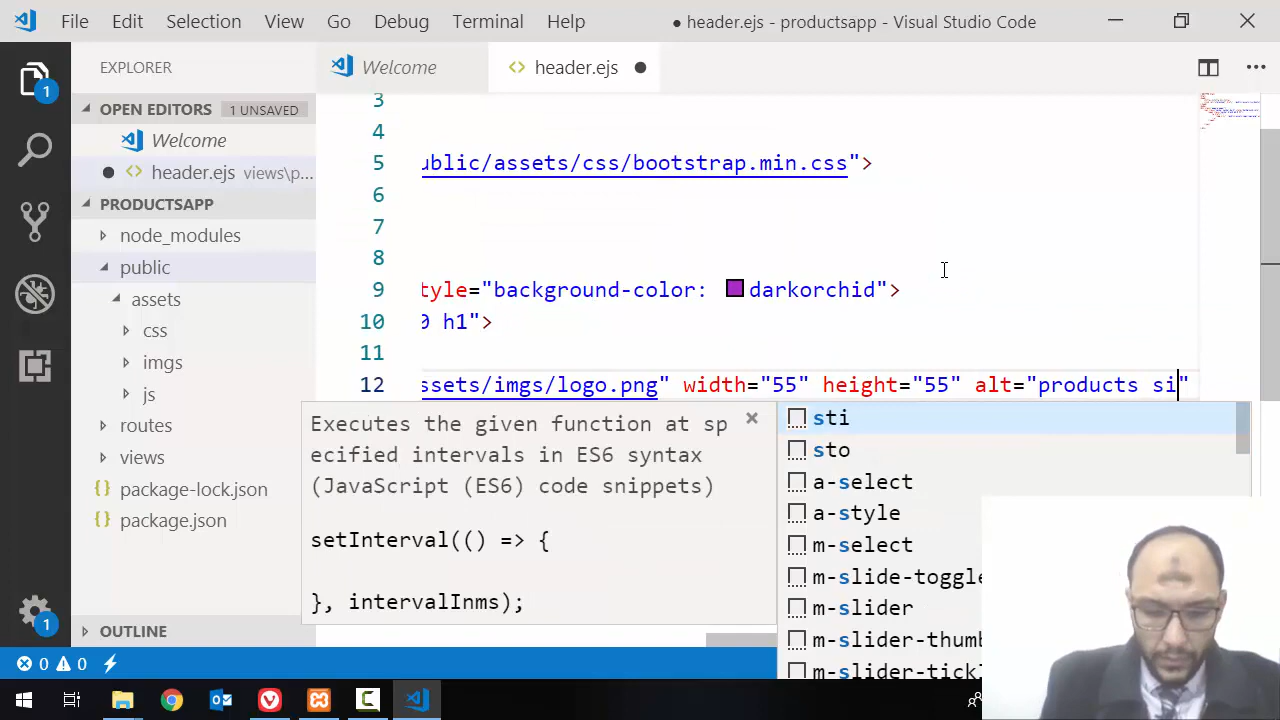 File Edit Selection View Go Debug Terminal Help ● header.ejs - productsapp - Visual Studio Code
EXPLORER
Welcome
header.ejs
1
OPEN EDITORS 1 UNSAVED
Welcome
header.ejs views\p...
PRODUCTSAPP
node_modules
public
assets
css
imgs
js
routes
views
package-lock.json
package.json
OUTLINE
1
3
4
5 ublic/assets/css/bootstrap.min.css">
6
7
8
9 tyle="background-color: darkorchid">
10 0 h1">
11
12 ssets/imgs/logo.png" width="55" height="55" alt="products si"
Executes the given function at sp
ecified intervals in ES6 syntax
(JavaScript (ES6) code snippets)
setInterval(() => {
}, intervalInms);
sti
sto
a-select
a-style
m-select
m-slide-toggle
m-slider
m-slider-thumb
m-slider-tick
0 0